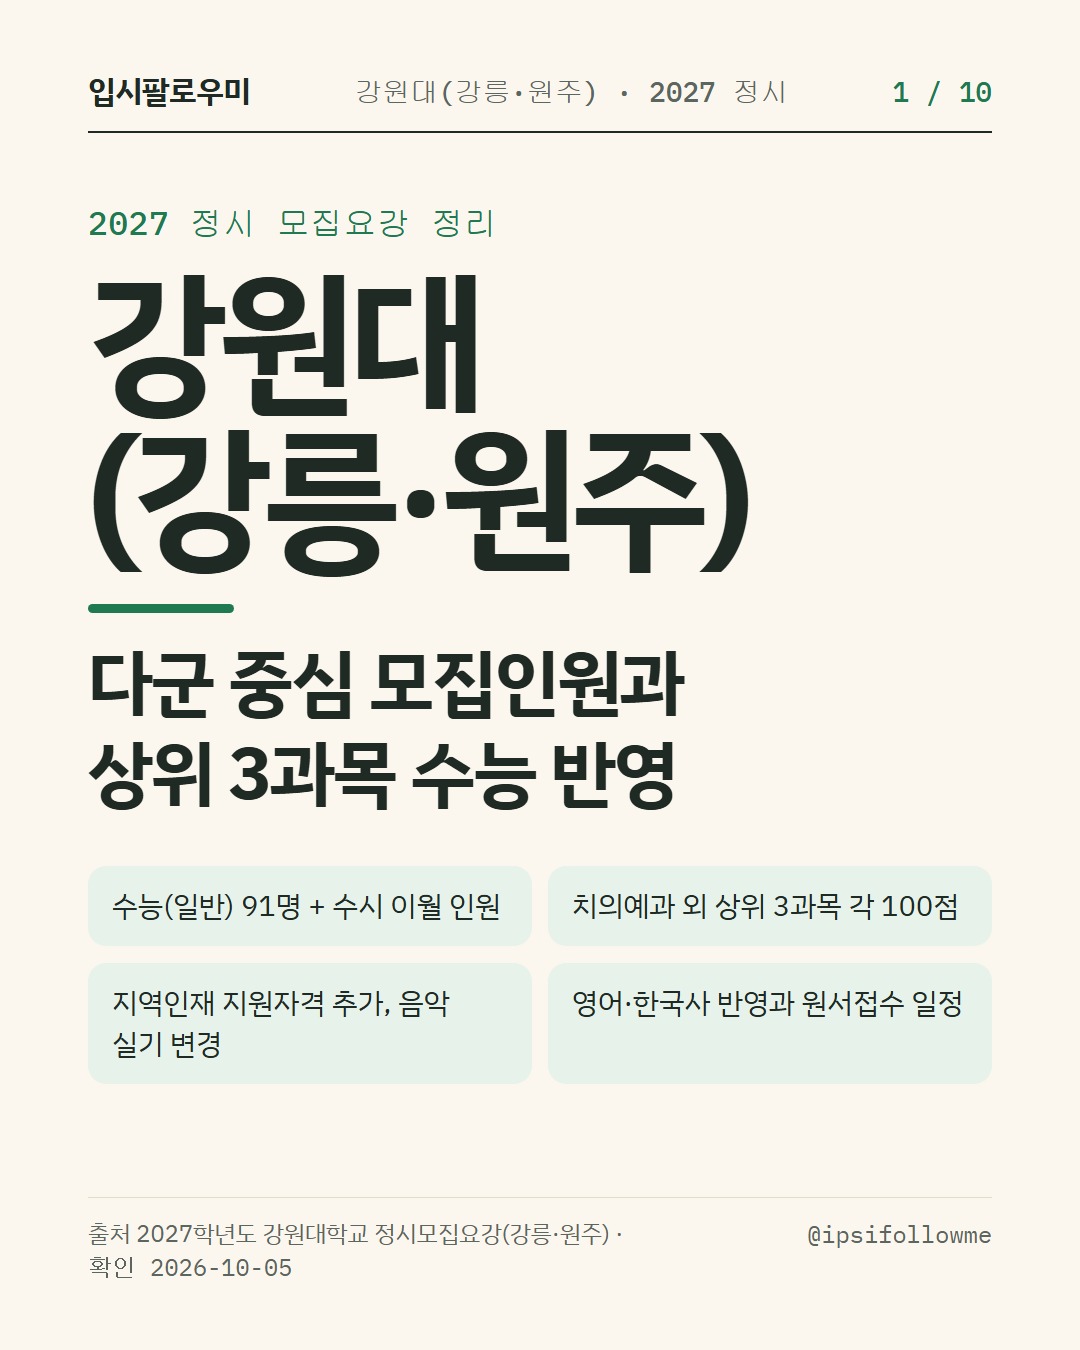 입시팔로우미
강원대(강릉·원주) · 2027 정시
1 / 10
2027 정시 모집요강 정리
강원대
(강릉·원주)
다군 중심 모집인원과
상위 3과목 수능 반영
수능(일반) 91명 + 수시 이월 인원
치의예과 외 상위 3과목 각 100점
지역인재 지원자격 추가, 음악
실기 변경
영어·한국사 반영과 원서접수 일정
출처 2027학년도 강원대학교 정시모집요강(강릉·원주) ·
확인 2026-10-05
@ipsifollowme